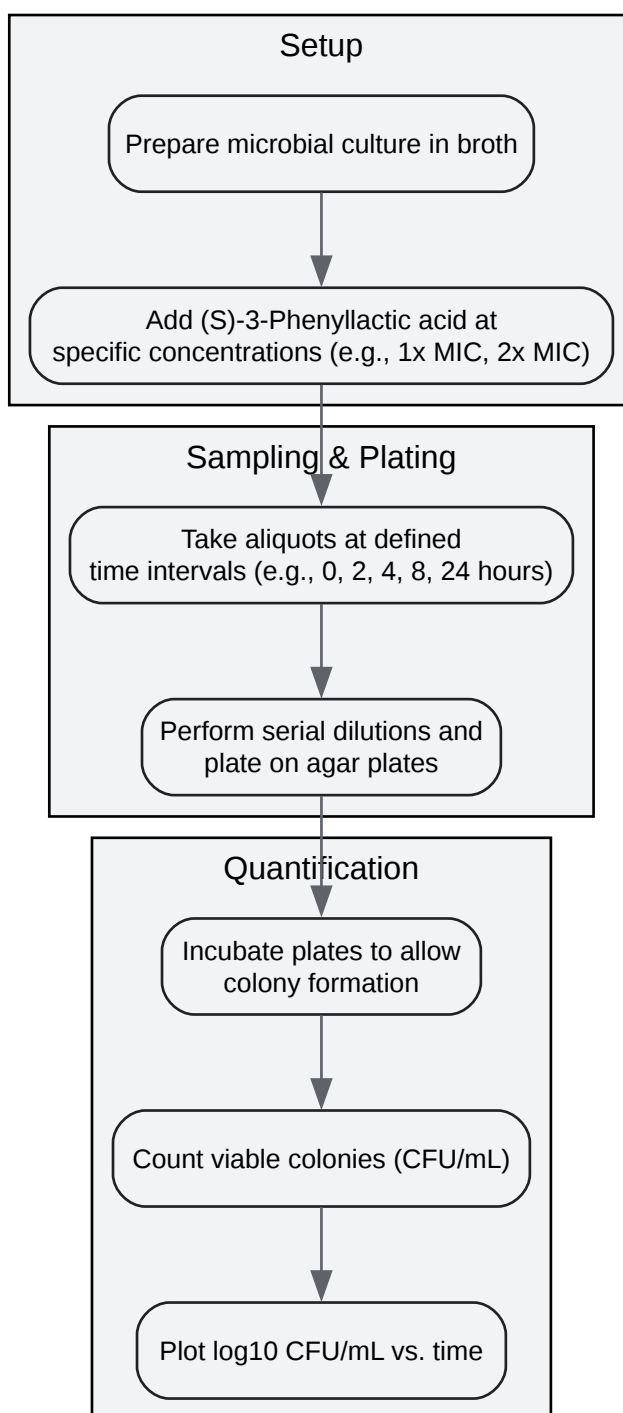 Setup
Prepare microbial culture in broth
Add (S)-3-Phenyllactic acid at
specific concentrations (e.g., 1x MIC, 2x MIC)
Sampling & Plating
Take aliquots at defined
time intervals (e.g., 0, 2, 4, 8, 24 hours)
Perform serial dilutions and
plate on agar plates
Quantification
Incubate plates to allow
colony formation
Count viable colonies (CFU/mL)
Plot log10 CFU/mL vs. time